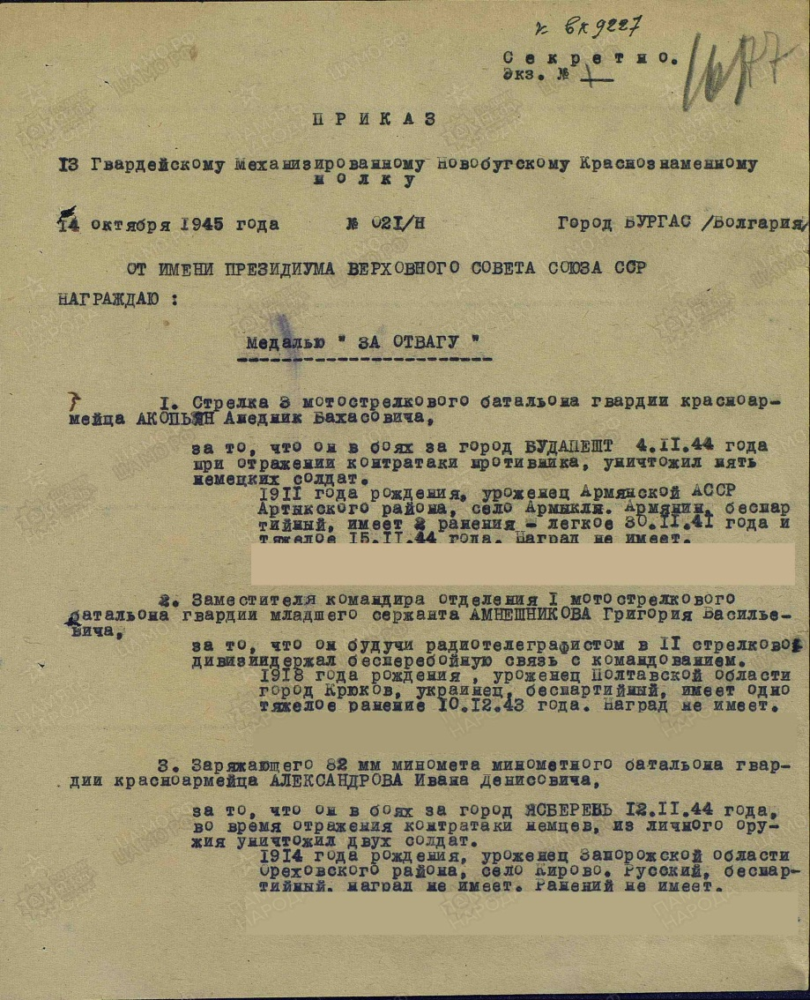 к вк 9227
Секретно.
Экз. № 1
ПРИКАЗ
13 Гвардейскому Механизированному Новобугскому Краснознаменному
полку
14 октября 1945 года № 021/Н Город БУРГАС /Болгария/
ОТ ИМЕНИ ПРЕЗИДИУМА ВЕРХОВНОГО СОВЕТА СОЮЗА ССР
НАГРАЖДАЮ :
Медалью " ЗА ОТВАГУ "
1. Стрелка 3 мотострелкового батальона гвардии красноар-
мейца АКОПЬЯН Амедник Вахасовича,
за то, что он в боях за город БУДАПЕШТ 4.11.44 года
при отражении контратаки противника, уничтожил пять
немецких солдат.
1911 года рождения, уроженец Армянской АССР
Артыкского района, село Армыкли. Армянин, беспар
тийный, имеет 2 ранения - легкое 30.11.41 года и
тяжелое 15.11.44 года. Наград не имеет.
2. Заместителя командира отделения 1 мотострелкового
батальона гвардии младшего сержанта АМНЕШНИКОВА Григория Василье-
вича,
за то, что он будучи радиотелеграфистом в 11 стрелковой
дивизиидержал бесперебойную связь с командованием.
1918 года рождения , уроженец Полтавской области
город Крюков, украинец, беспартийный, имеет одно
тяжелое ранение 10.12.43 года. Наград не имеет.
3. Заряжающего 82 мм миномета минометного батальона гвар-
дии красноармейца АЛЕКСАНДРОВА Ивана Денисовича,
за то, что он в боях за город ЯСБЕРЕНЬ 12.11.44 года,
во время отражения контратаки немцев, из личного ору-
жия уничтожил двух солдат.
1914 года рождения, уроженец Запорожской области
Ореховского района, село Кирово. Русский, беспар-
тийный. наград не имеет. Ранений не имеет.